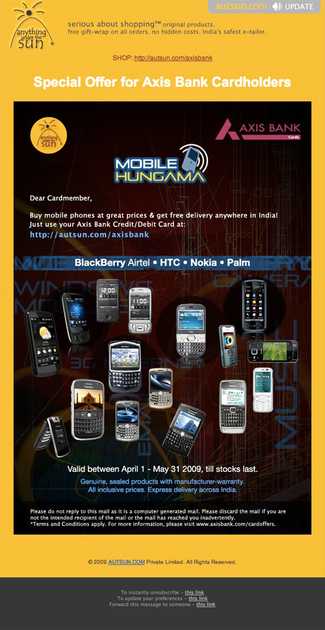 AUTSUN.COM UPDATE
anything
under the
sun
serious about shopping™ original products.
free gift-wrap on all orders. no hidden costs. India's safest e-tailer.
SHOP: http://autsun.com/axisbank
Special Offer for Axis Bank Cardholders
anything
under the
sun
AXIS BANK
Cards
MOBILE
HUNGAMA
Dear Cardmember,
Buy mobile phones at great prices & get free delivery anywhere in India!
Just use your Axis Bank Credit/Debit Card at:
http://autsun.com/axisbank
BlackBerry Airtel • HTC • Nokia • Palm
Valid between April 1 - May 31 2009, till stocks last.
Genuine, sealed products with manufacturer-warranty.
All inclusive prices. Express delivery across India.
Please do not reply to this mail as it is a computer generated mail. Please discard the mail if you are
not the intended recipient of the mail or the mail has reached you inadvertently.
*Terms and Conditions apply. For more information, please visit www.axisbank.com/cardoffers.
© 2009 AUTSUN.COM Private Limited. All Rights Reserved.
To instantly unsubscribe - this link
To update your preferences - this link
Forward this message to someone - this link